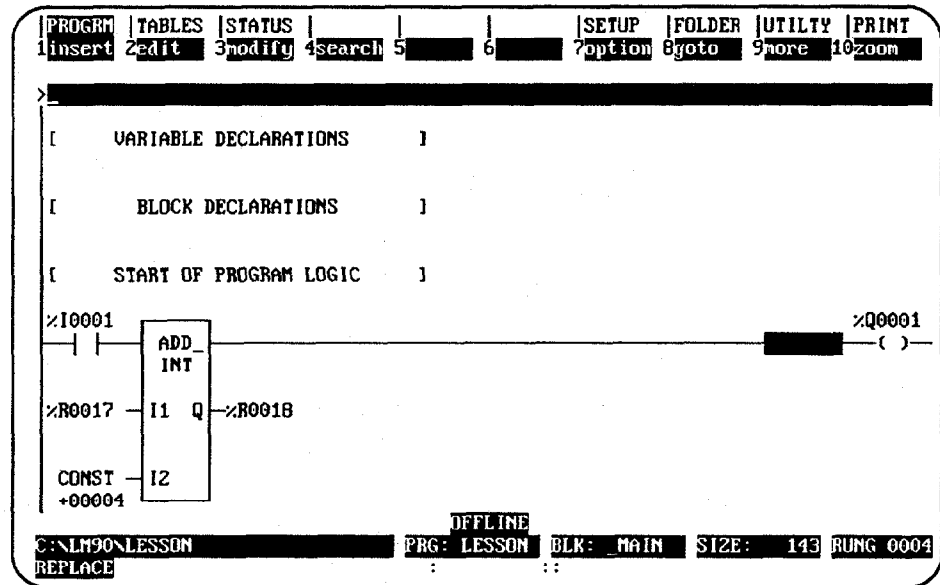 |PROGRM |TABLES |STATUS | | | |SETUP |FOLDER |UTILTY |PRINT
1insert 2edit 3modify 4search 5 6 7option 8goto 9more 10zoom
>_
[ VARIABLE DECLARATIONS ]
[ BLOCK DECLARATIONS ]
[ START OF PROGRAM LOGIC ]
%I0001 %Q0001
ADD_ ( )
INT
%R0017 I1 Q %R0018
CONST I2
+00004
OFFLINE
C:\LM90\LESSON PRG: LESSON BLK: _MAIN SIZE: 143 RUNG 0004
REPLACE : ::